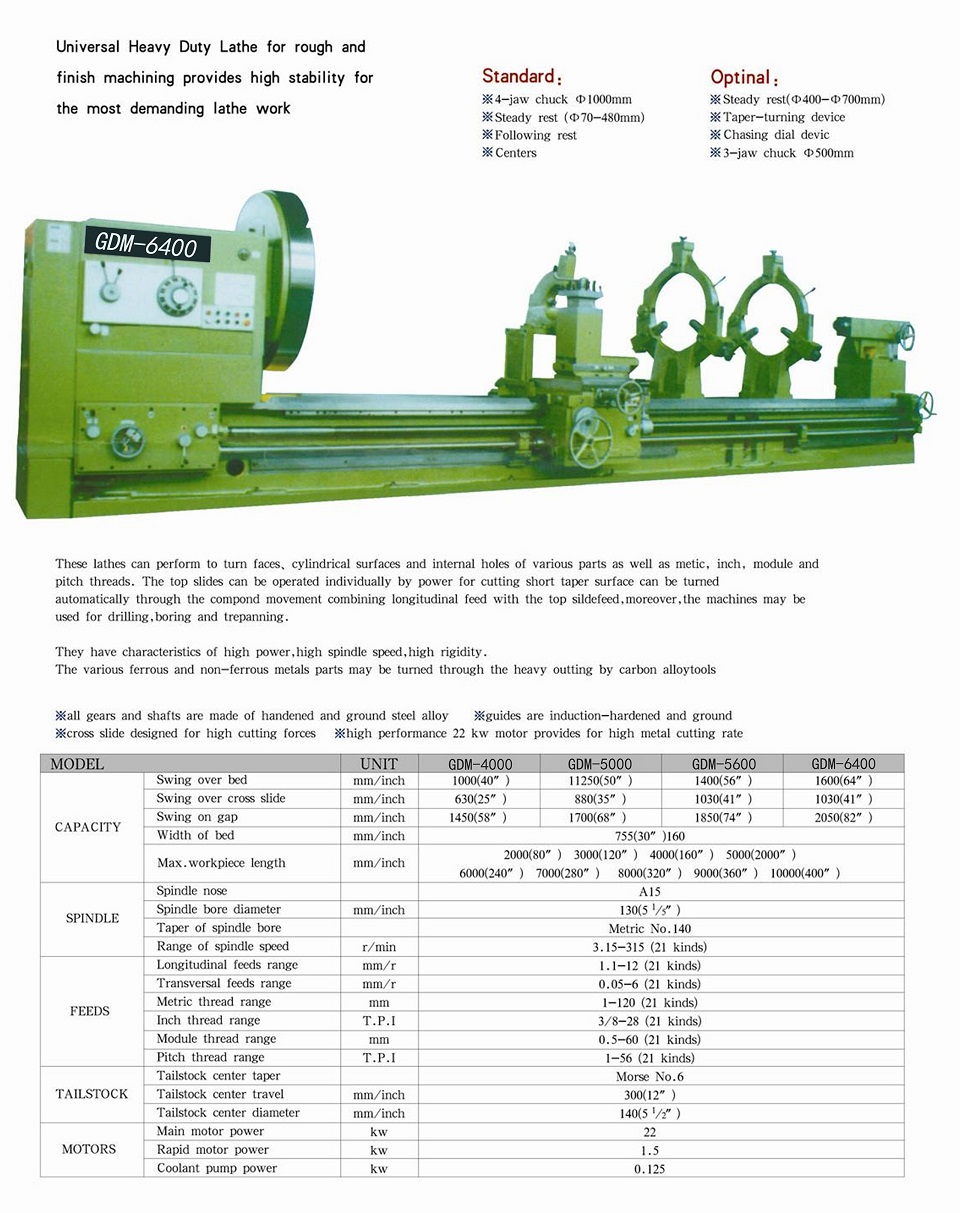 Universal Heavy Duty Lathe for rough and
finish machining provides high stability for
the most demanding lathe work
Standard:
※4-jaw chuck Φ1000mm
※Steady rest (Φ70-480mm)
※Following rest
※Centers
Optinal:
※Steady rest(Φ400-Φ700mm)
※Taper-turning device
※Chasing dial devic
※3-jaw chuck Φ500mm
GDM-6400
These lathes can perform to turn faces、cylindrical surfaces and internal holes of various parts as well as metic, inch, module and
pitch threads. The top slides can be operated individually by power for cutting short taper surface can be turned
automatically through the compond movement combining longitudinal feed with the top sildefeed,moreover,the machines may be
used for drilling,boring and trepanning.
They have characteristics of high power,high spindle speed,high rigidity.
The various ferrous and non-ferrous metals parts may be turned through the heavy outting by carbon alloytools
※all gears and shafts are made of handened and ground steel alloy ※guides are induction-hardened and ground
※cross slide designed for high cutting forces ※high performance 22 kw motor provides for high metal cutting rate
MODEL UNIT GDM-4000 GDM-5000 GDM-5600 GDM-6400
CAPACITY
Swing over bed mm/inch 1000(40″ ) 11250(50″ ) 1400(56″ ) 1600(64″ )
Swing over cross slide mm/inch 630(25″ ) 880(35″ ) 1030(41″ ) 1030(41″ )
Swing on gap mm/inch 1450(58″ ) 1700(68″ ) 1850(74″ ) 2050(82″ )
Width of bed mm/inch 755(30″ )160
Max.workpiece length mm/inch 2000(80″ ) 3000(120″ ) 4000(160″ ) 5000(2000″ )
6000(240″ ) 7000(280″ ) 8000(320″ ) 9000(360″ ) 10000(400″ )
SPINDLE
Spindle nose A15
Spindle bore diameter mm/inch 130(5 1/5″ )
Taper of spindle bore Metric No.140
Range of spindle speed r/min 3.15-315 (21 kinds)
FEEDS
Longitudinal feeds range mm/r 1.1-12 (21 kinds)
Transversal feeds range mm/r 0.05-6 (21 kinds)
Metric thread range mm 1-120 (21 kinds)
Inch thread range T.P.I 3/8-28 (21 kinds)
Module thread range mm 0.5-60 (21 kinds)
Pitch thread range T.P.I 1-56 (21 kinds)
TAILSTOCK
Tailstock center taper Morse No.6
Tailstock center travel mm/inch 300(12″ )
Tailstock center diameter mm/inch 140(5 1/2″ )
MOTORS
Main motor power kw 22
Rapid motor power kw 1.5
Coolant pump power kw 0.125